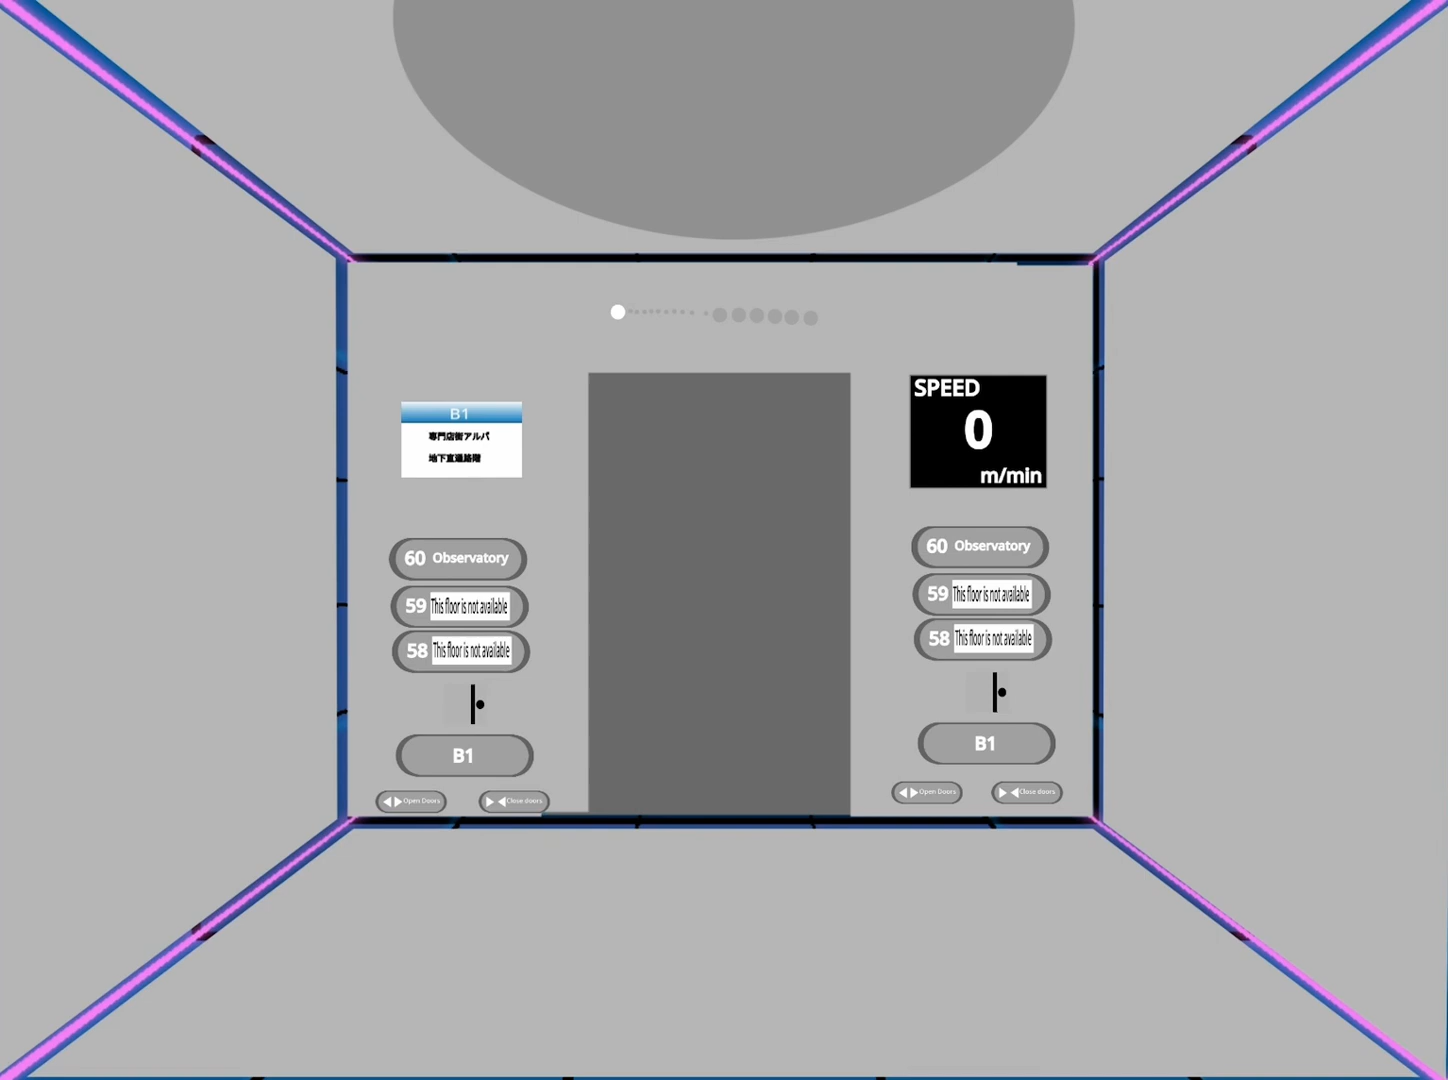 B1
専門店街アルパ
地下直通路階
SPEED
0
m/min
60 Observatory
59 This floor is not available
58 This floor is not available
B1
Open Doors
Close doors
60 Observatory
59 This floor is not available
58 This floor is not available
B1
Open Doors
Close doors